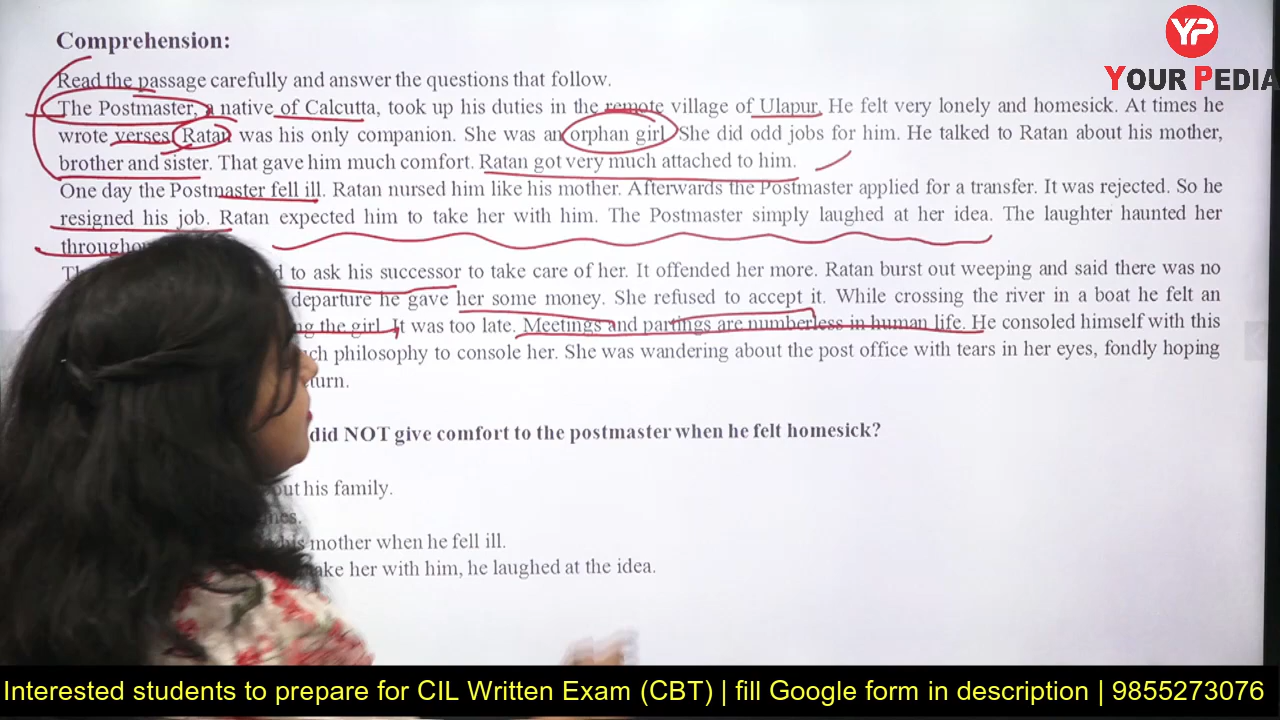 Comprehension:
YP
YOUR PEDIA
Read the passage carefully and answer the questions that follow.
The Postmaster, a native of Calcutta, took up his duties in the remote village of Ulapur. He felt very lonely and homesick. At times he
wrote verses. Ratan was his only companion. She was an orphan girl. She did odd jobs for him. He talked to Ratan about his mother,
brother and sister. That gave him much comfort. Ratan got very much attached to him.
One day the Postmaster fell ill. Ratan nursed him like his mother. Afterwards the Postmaster applied for a transfer. It was rejected. So he
resigned his job. Ratan expected him to take her with him. The Postmaster simply laughed at her idea. The laughter haunted her
to ask his successor to take care of her. It offended her more. Ratan burst out weeping and said there was no
departure he gave her some money. She refused to accept it. While crossing the river in a boat he felt an
the girl. It was too late. Meetings and partings are numberless in human life. He consoled himself with this
philosophy to console her. She was wandering about the post office with tears in her eyes, fondly hoping
did NOT give comfort to the postmaster when he felt homesick?
his family.
his mother when he fell ill.
her with him, he laughed at the idea.
Interested students to prepare for CIL Written Exam (CBT) | fill Google form in description | 9855273076